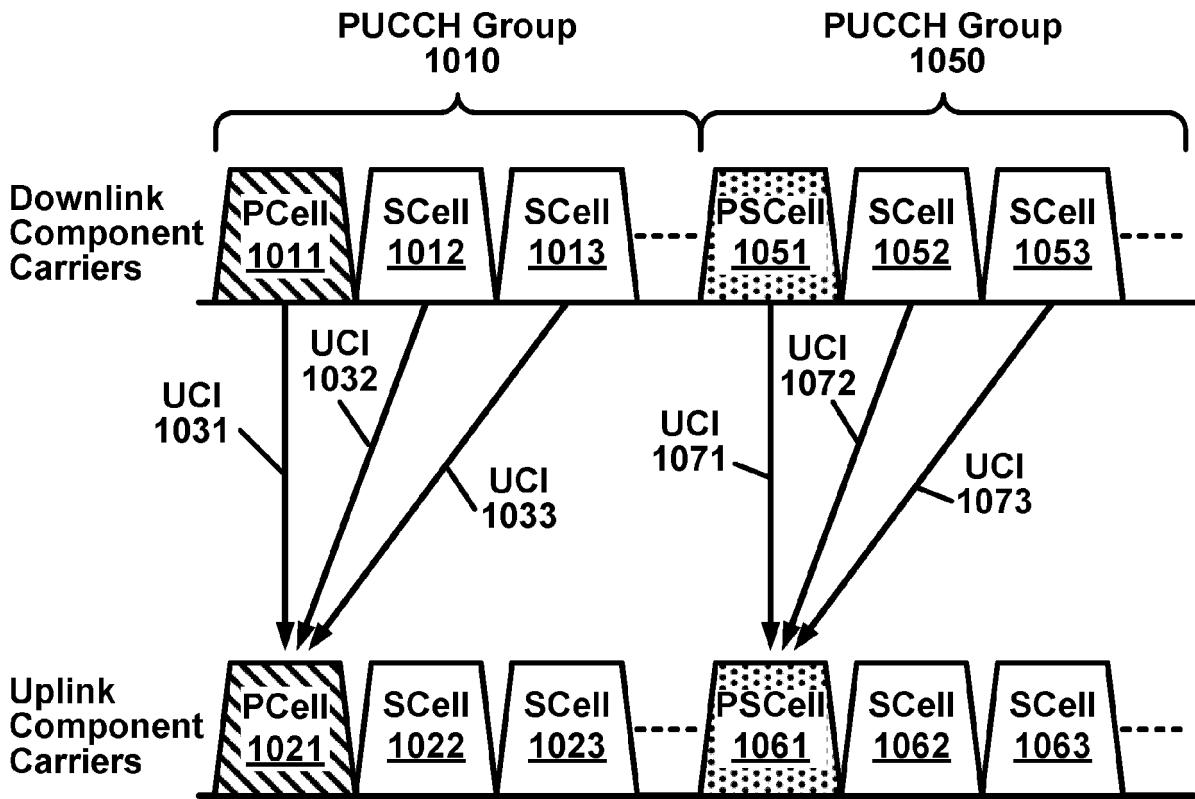 PUCCH Group
1010
PUCCH Group
1050
Downlink
Component
Carriers
PCell
1011
SCell
1012
SCell
1013
PSCell
1051
SCell
1052
SCell
1053
UCI
1031
UCI
1032
UCI
1033
UCI
1071
UCI
1072
UCI
1073
Uplink
Component
Carriers
PCell
1021
SCell
1022
SCell
1023
PSCell
1061
SCell
1062
SCell
1063